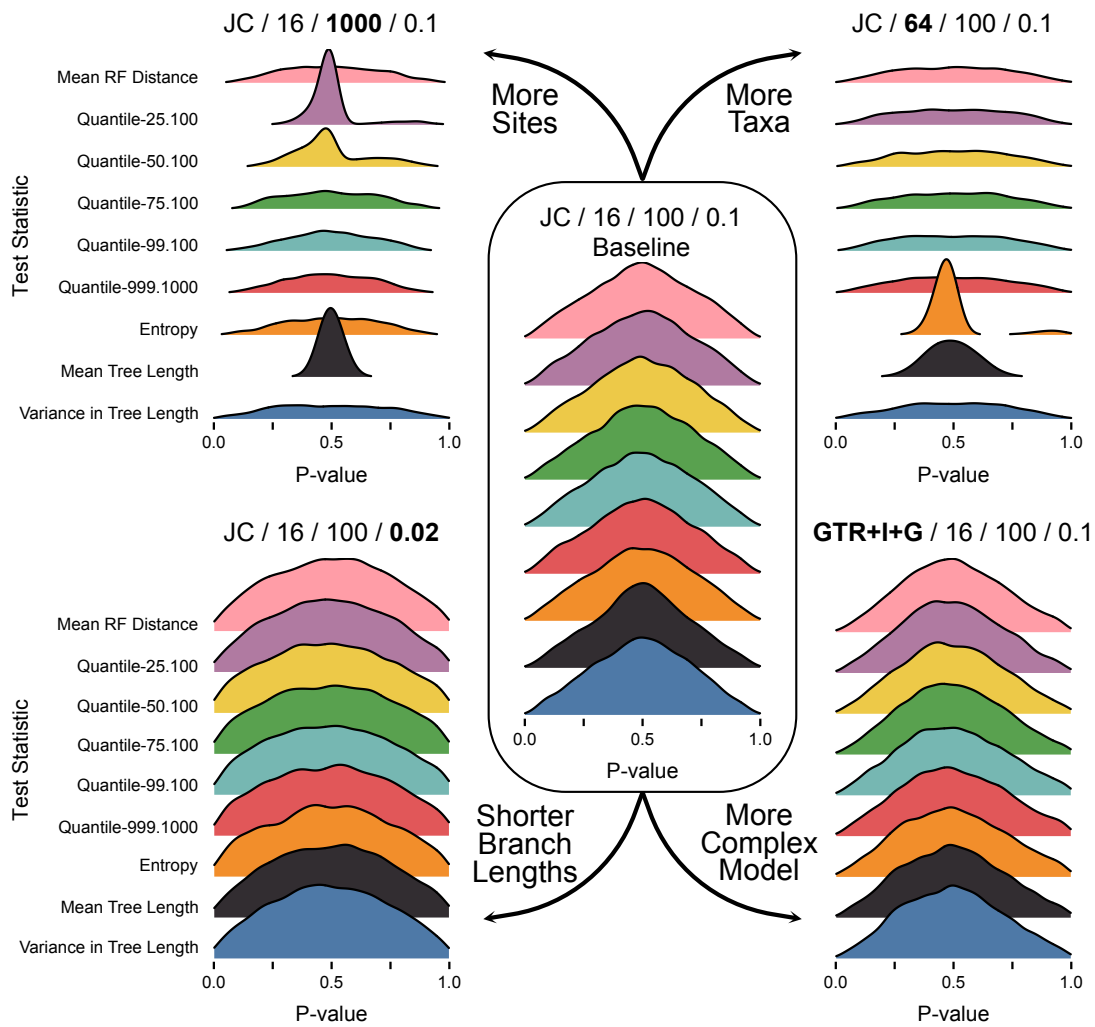 JC / 16 / 1000 / 0.1
Mean RF Distance
Quantile-25.100
Quantile-50.100
Quantile-75.100
Quantile-99.100
Quantile-999.1000
Entropy
Mean Tree Length
Variance in Tree Length
Test Statistic
0.0
0.5
1.0
P-value
More
Sites
More
Taxa
JC / 64 / 100 / 0.1
0.0
0.5
1.0
P-value
JC / 16 / 100 / 0.1
Baseline
0.0
0.5
1.0
P-value
JC / 16 / 100 / 0.02
Mean RF Distance
Quantile-25.100
Quantile-50.100
Quantile-75.100
Quantile-99.100
Quantile-999.1000
Entropy
Mean Tree Length
Variance in Tree Length
Test Statistic
0.0
0.5
1.0
P-value
Shorter
Branch
Lengths
More
Complex
Model
GTR+I+G / 16 / 100 / 0.1
0.0
0.5
1.0
P-value